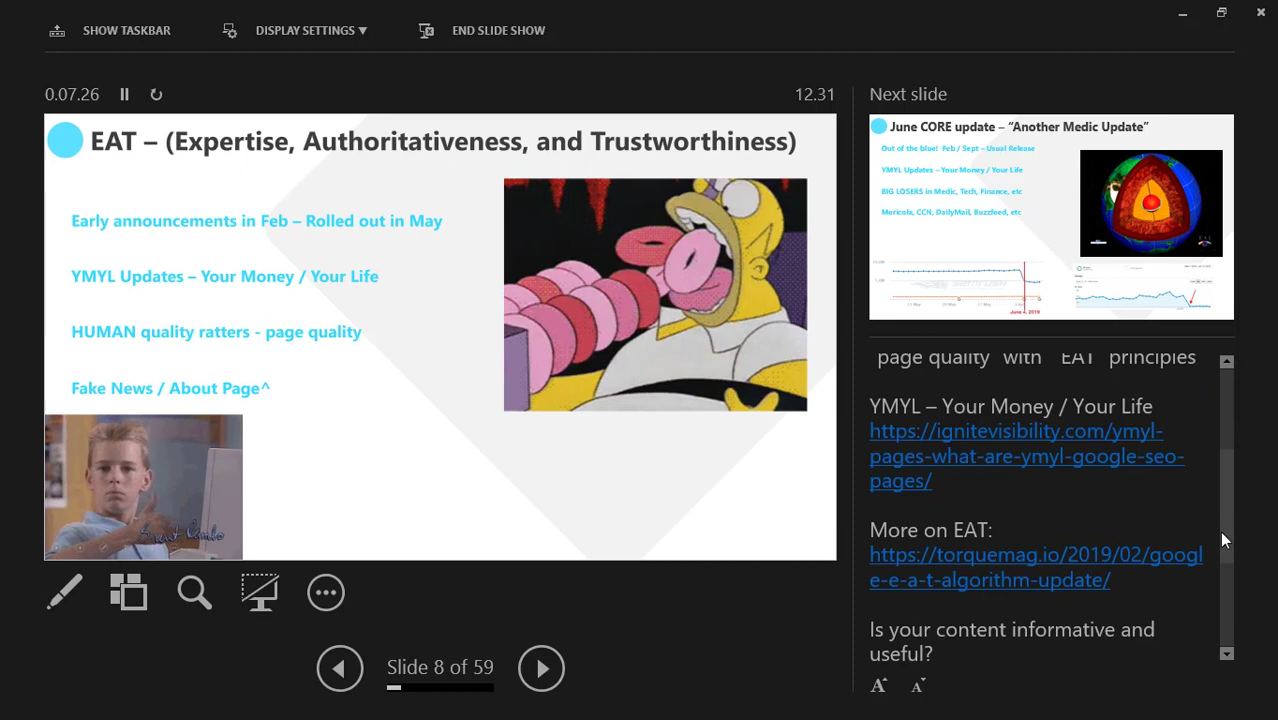 SHOW TASKBAR
DISPLAY SETTINGS ▼
END SLIDE SHOW
0.07.26
12.31
Next slide
EAT – (Expertise, Authoritativeness, and Trustworthiness)
Early announcements in Feb – Rolled out in May
YMYL Updates – Your Money / Your Life
HUMAN quality ratters - page quality
Fake News / About Page^
June CORE update – “Another Medic Update”
Out of the blue! Feb / Sept – Usual Release
YMYL Updates – Your Money / Your Life
BIG LOSERS in Medic, Tech, Finance, etc
Mericola, CCN, DailyMail, Buzzfeed, etc
June 4, 2019
page quality with EAT principles
YMYL – Your Money / Your Life
https://ignitevisibility.com/ymyl-
pages-what-are-ymyl-google-seo-
pages/
More on EAT:
https://torquemag.io/2019/02/googl
e-e-a-t-algorithm-update/
Is your content informative and
useful?
Slide 8 of 59
A A